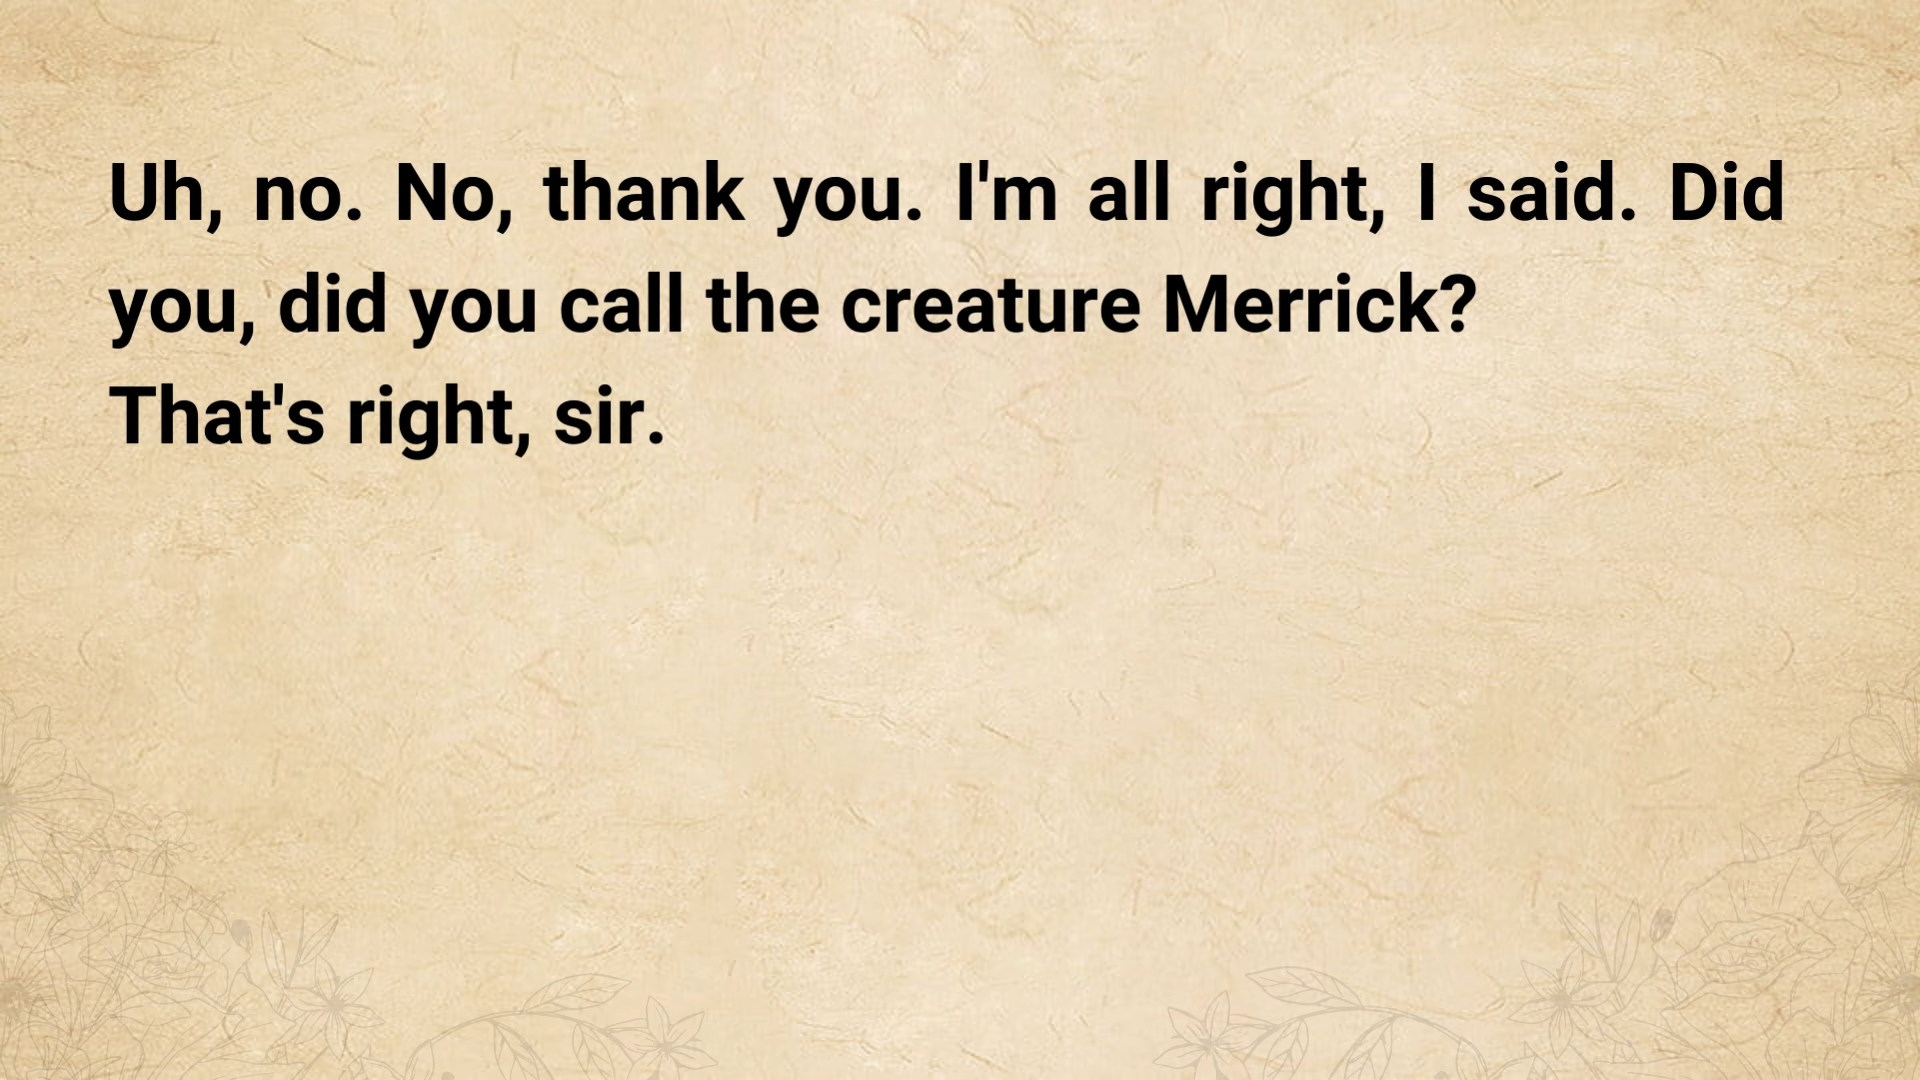 Uh, no. No, thank you. I'm all right, I said. Did
you, did you call the creature Merrick?
That's right, sir.